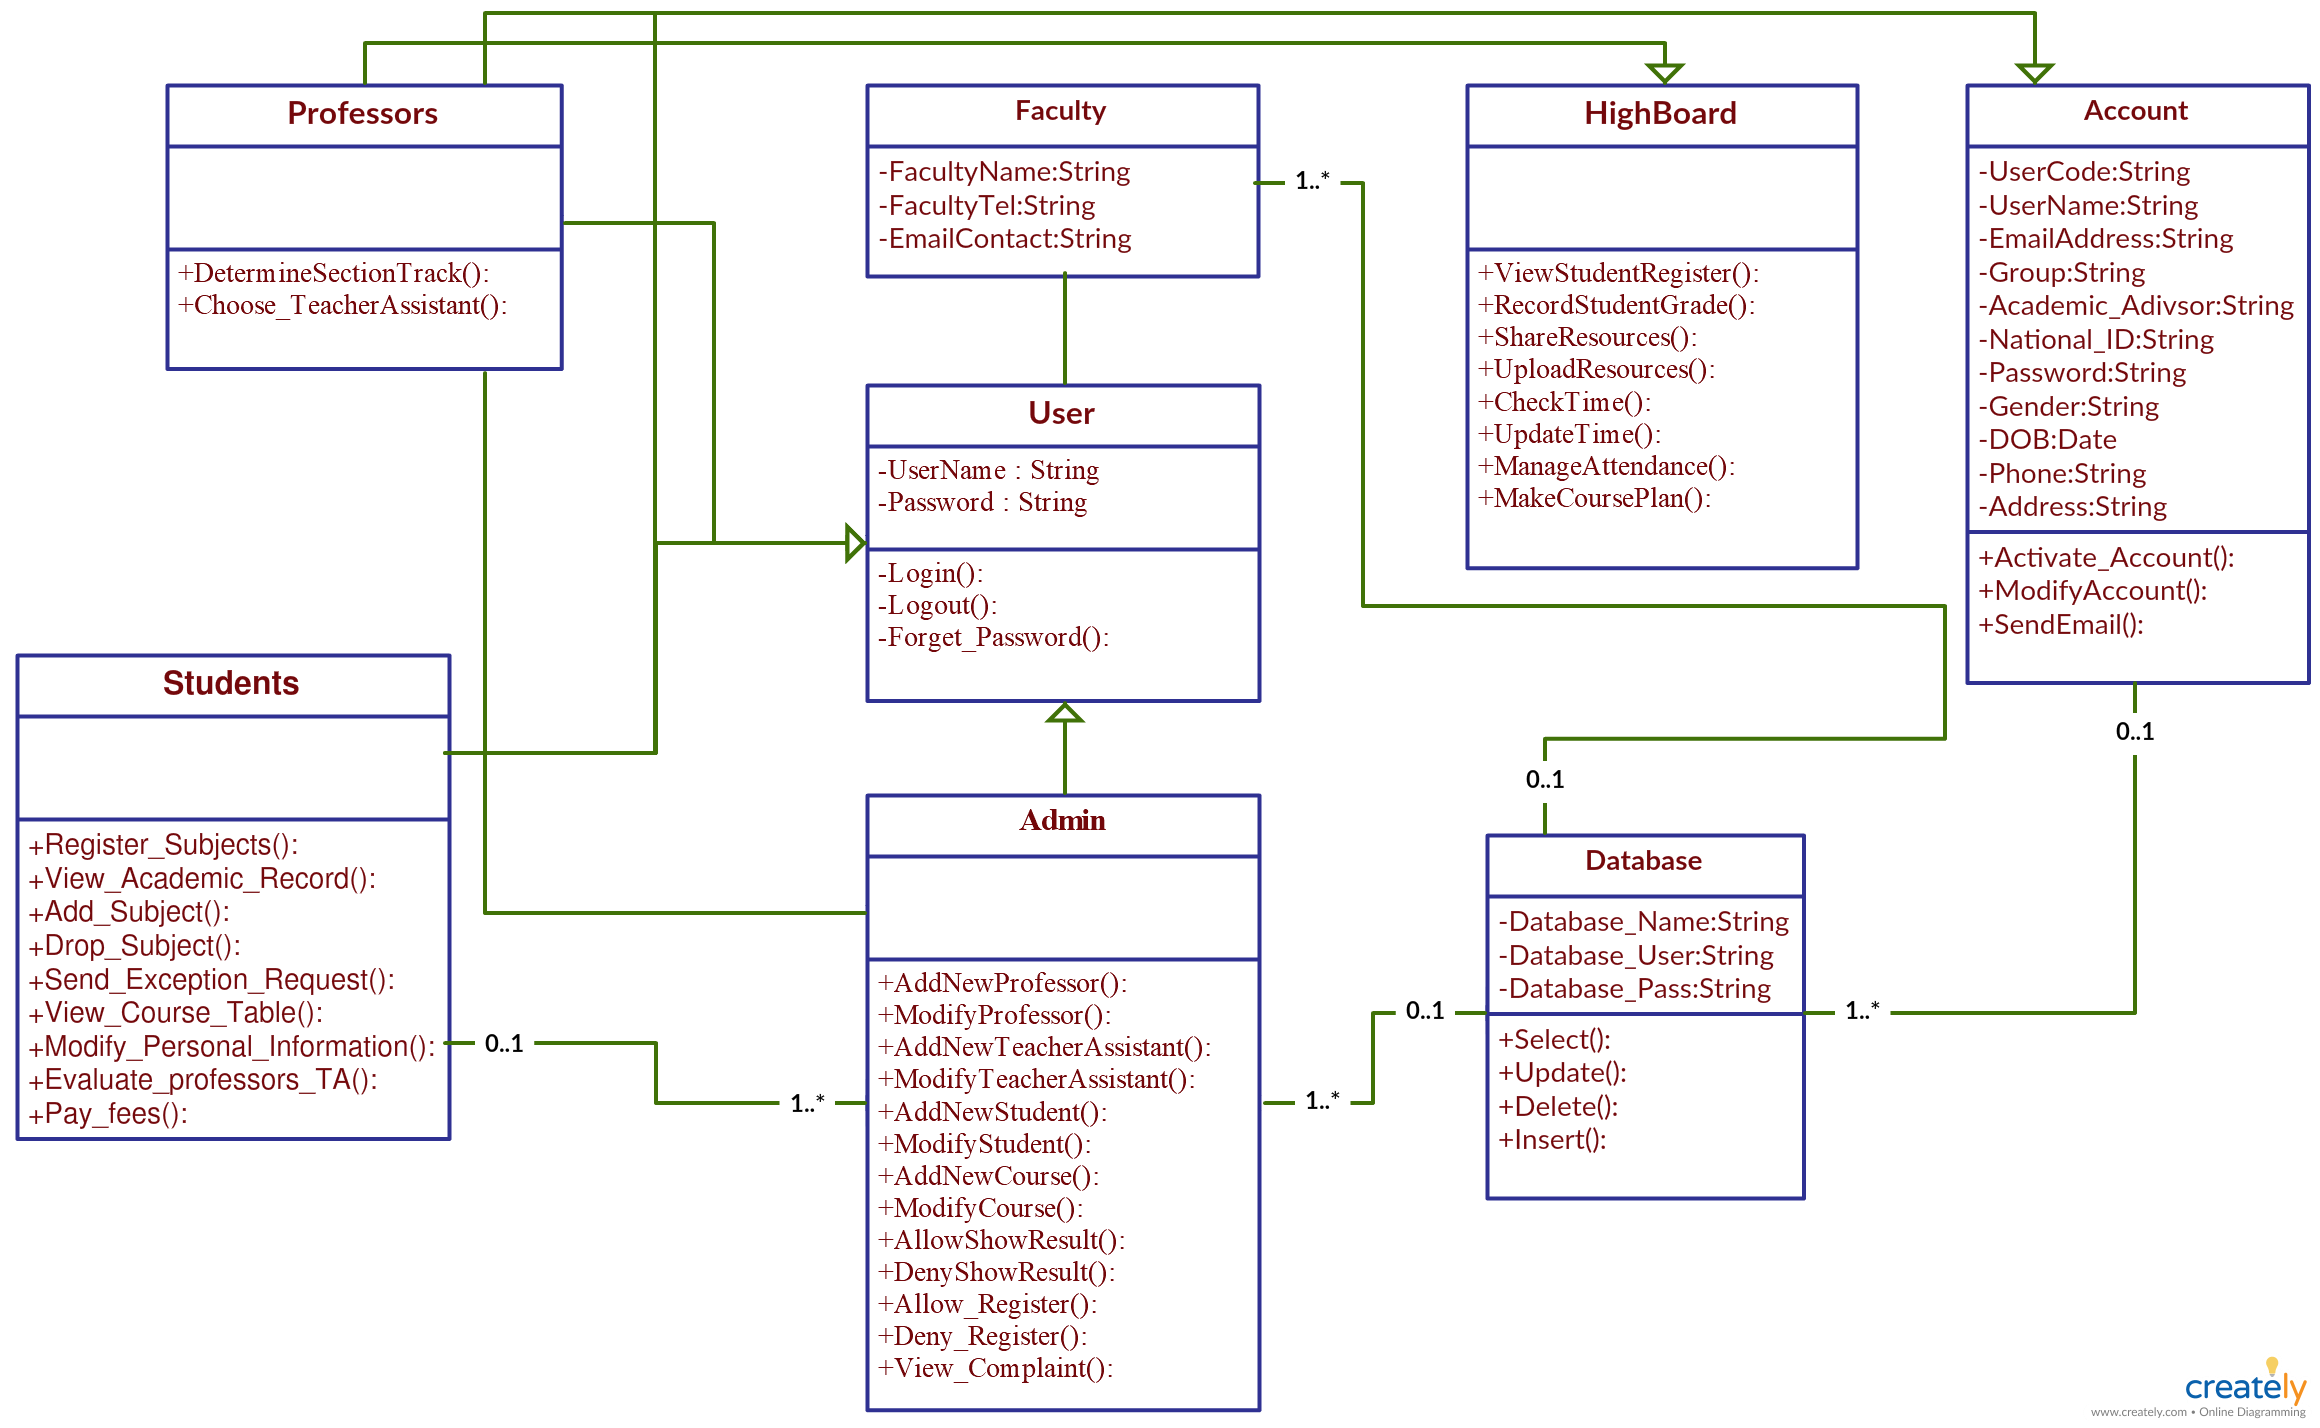 Professors
+DetermineSectionTrack():
+Choose_TeacherAssistant():
Faculty
-FacultyName:String
-FacultyTel:String
-EmailContact:String
1..*
HighBoard
+ViewStudentRegister():
+RecordStudentGrade():
+ShareResources():
+UploadResources():
+CheckTime():
+UpdateTime():
+ManageAttendance():
+MakeCoursePlan():
Account
-UserCode:String
-UserName:String
-EmailAddress:String
-Group:String
-Academic_Adivsor:String
-National_ID:String
-Password:String
-Gender:String
-DOB:Date
-Phone:String
-Address:String
+Activate_Account():
+ModifyAccount():
+SendEmail():
0..1
User
-UserName : String
-Password : String
-Login():
-Logout():
-Forget_Password():
Students
+Register_Subjects():
+View_Academic_Record():
+Add_Subject():
+Drop_Subject():
+Send_Exception_Request():
+View_Course_Table():
+Modify_Personal_Information():
+Evaluate_professors_TA():
+Pay_fees():
0..1
1..*
Admin
+AddNewProfessor():
+ModifyProfessor():
+AddNewTeacherAssistant():
+ModifyTeacherAssistant():
+AddNewStudent():
+ModifyStudent():
+AddNewCourse():
+ModifyCourse():
+AllowShowResult():
+DenyShowResult():
+Allow_Register():
+Deny_Register():
+View_Complaint():
1..*
0..1
0..1
Database
-Database_Name:String
-Database_User:String
-Database_Pass:String
+Select():
+Update():
+Delete():
+Insert():
1..*
creately
www.creately.com • Online Diagramming